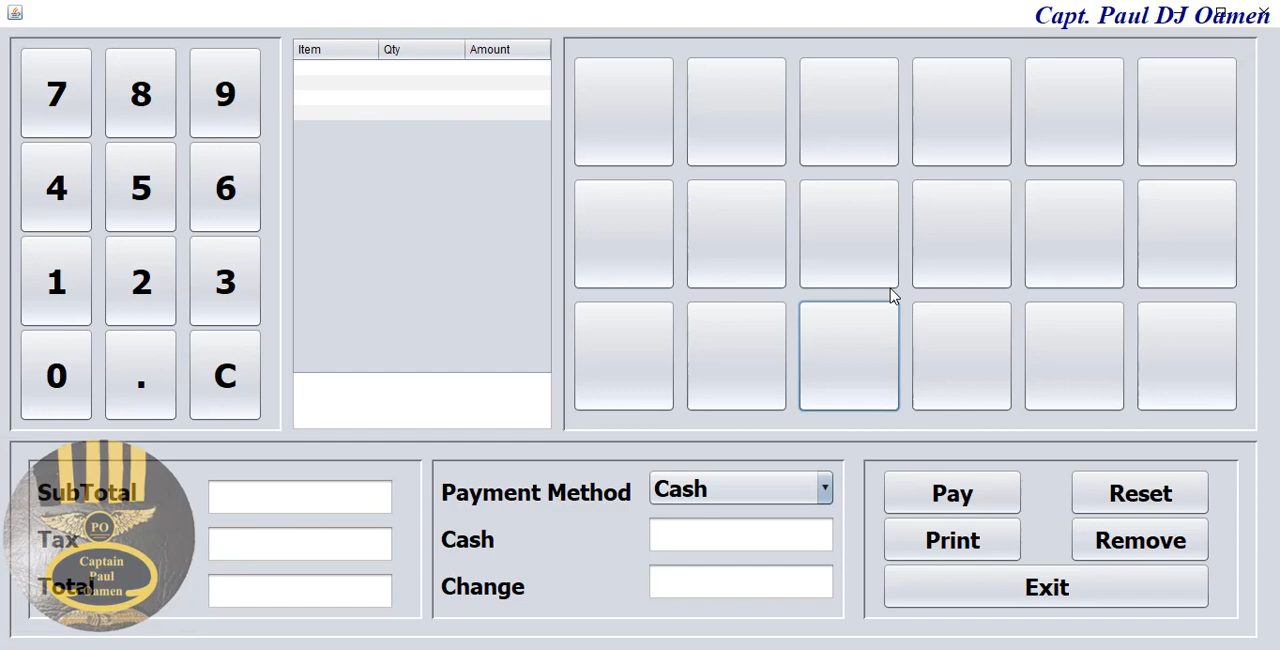 Capt. Paul DJ Oamen
7 8 9
4 5 6
1 2 3
0 . C
Item Qty Amount
SubTotal
Tax
Total
PO
Captain
Paul
Oamen
Payment Method Cash
Cash
Change
Pay Reset
Print Remove
Exit